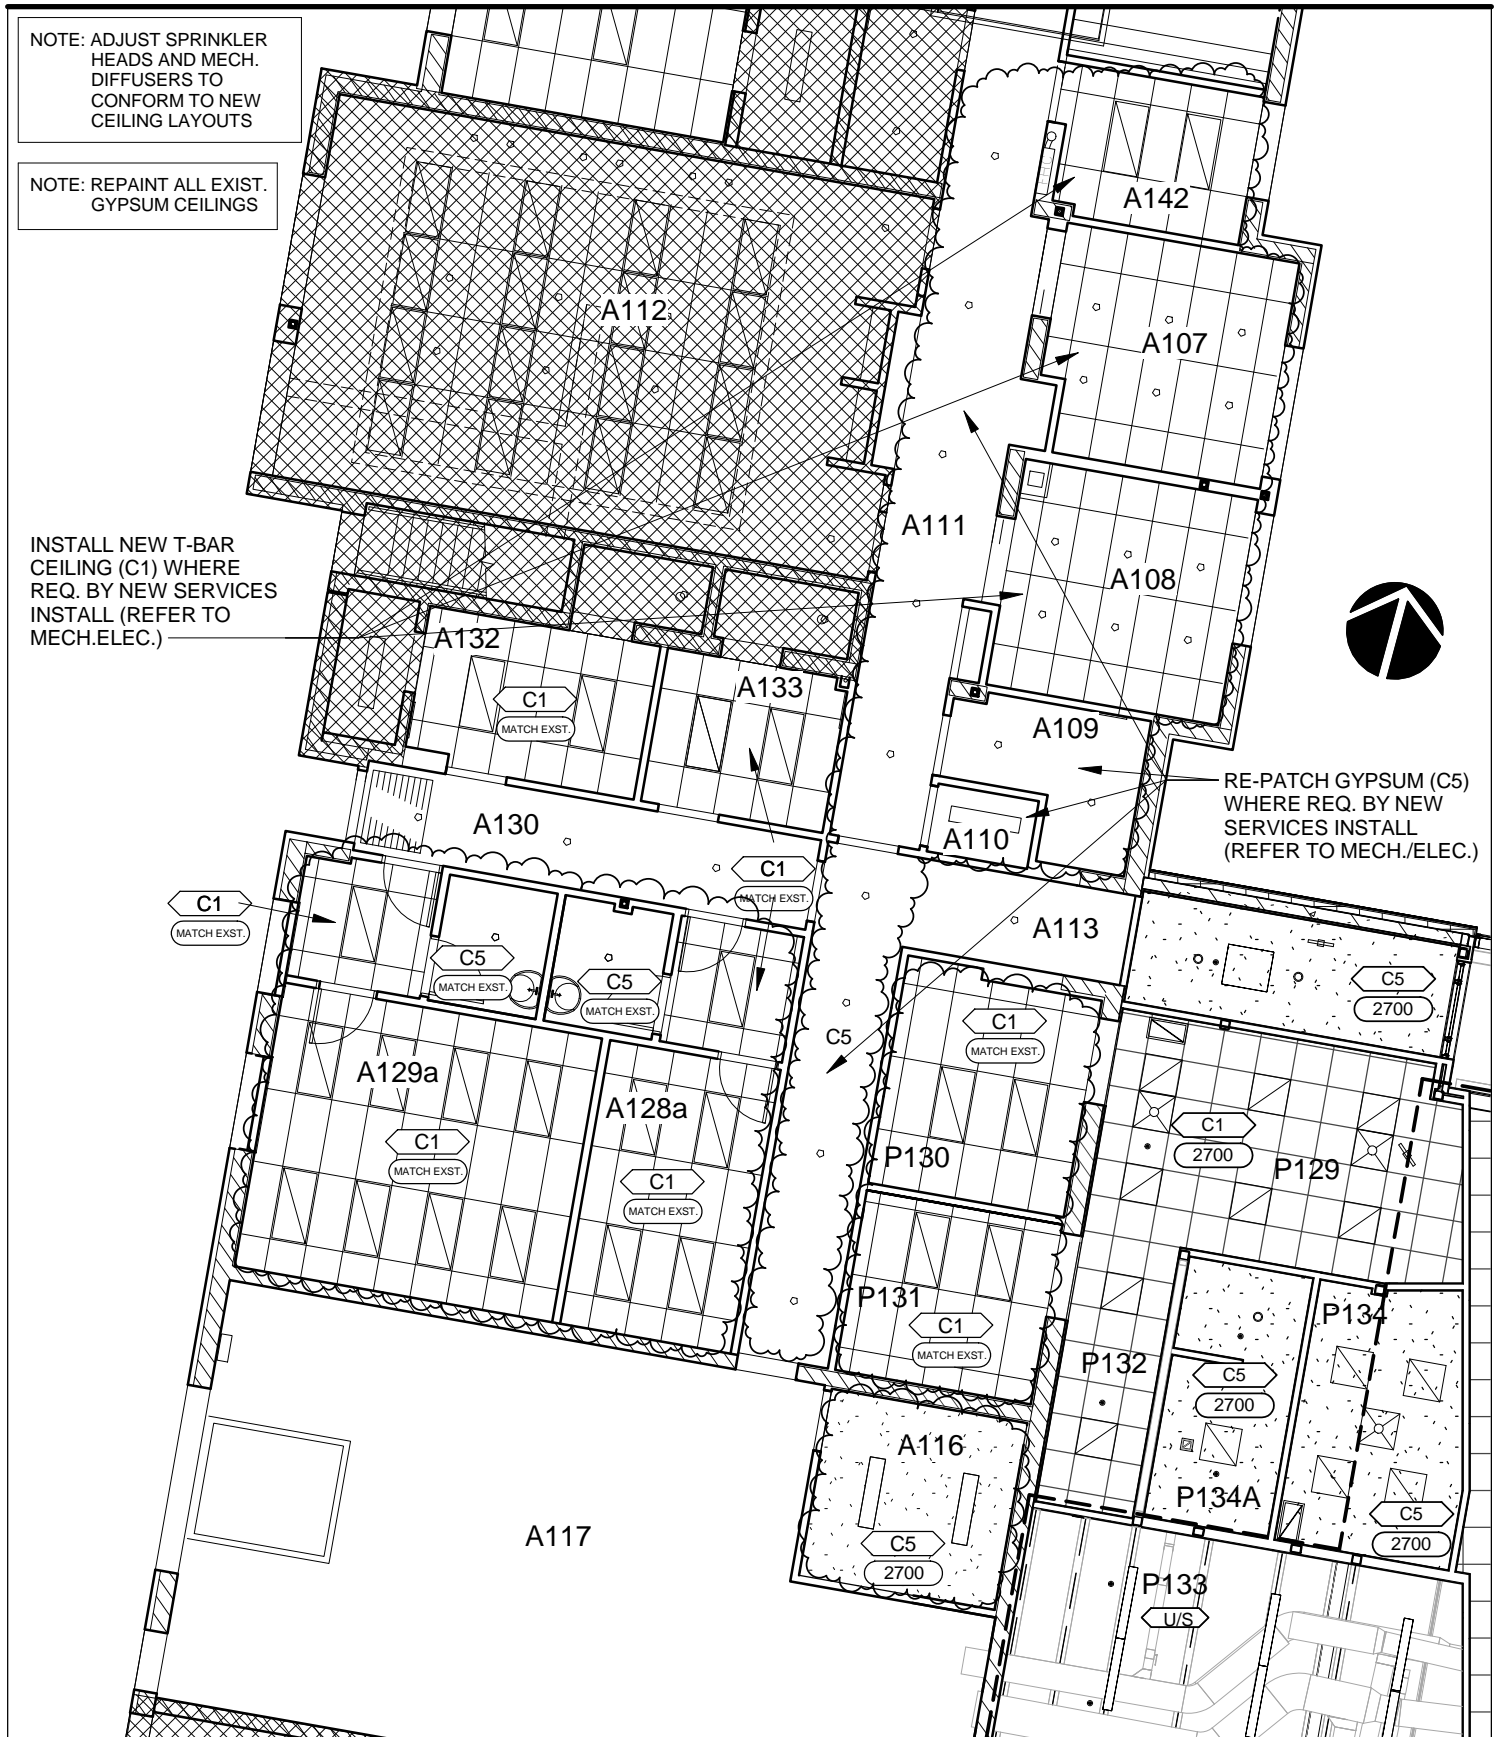 NOTE: ADJUST SPRINKLER
HEADS AND MECH.
DIFFUSERS TO
CONFORM TO NEW
CEILING LAYOUTS
NOTE: REPAINT ALL EXIST.
GYPSUM CEILINGS
A142
A112
A107
A111
INSTALL NEW T-BAR
CEILING (C1) WHERE
REQ. BY NEW SERVICES
INSTALL (REFER TO
MECH.ELEC.)
A108
A132
A133
C1
MATCH EXST.
A109
RE-PATCH GYPSUM (C5)
WHERE REQ. BY NEW
SERVICES INSTALL
(REFER TO MECH./ELEC.)
A130
A110
C1
MATCH EXST.
C1
MATCH EXST.
A113
C5
MATCH EXST.
C5
MATCH EXST.
C5
2700
C1
MATCH EXST.
C5
A129a
A128a
C1
MATCH EXST.
C1
MATCH EXST.
P130
C1
2700
P129
P131
C1
MATCH EXST.
P134
P132
C5
2700
A116
P134A
C5
2700
A117
C5
2700
P133
U/S